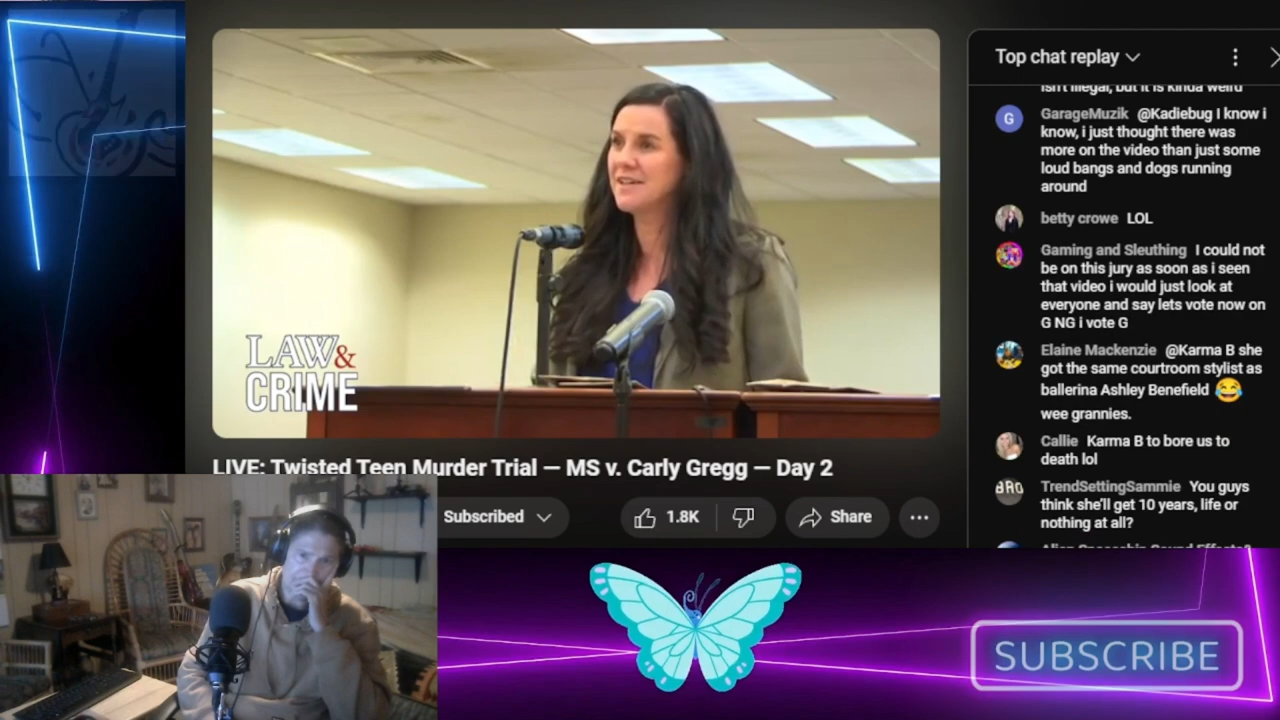 Top chat replay
isn't illegal, but it is kinda weird
GarageMuzik @Kadiebug I know i
know, i just thought there was
more on the video than just some
loud bangs and dogs running
around
betty crowe LOL
Gaming and Sleuthing I could not
be on this jury as soon as i seen
that video i would just look at
everyone and say lets vote now on
G NG i vote G
Elaine Mackenzie @Karma B she
got the same courtroom stylist as
ballerina Ashley Benefield 😂
wee grannies.
Callie Karma B to bore us to
death lol
TrendSettingSammie You guys
think she'll get 10 years, life or
nothing at all?
G
BRO
LAW&
CRIME
LIVE: Twisted Teen Murder Trial — MS v. Carly Gregg — Day 2
Subscribed
1.8K
Share
SUBSCRIBE